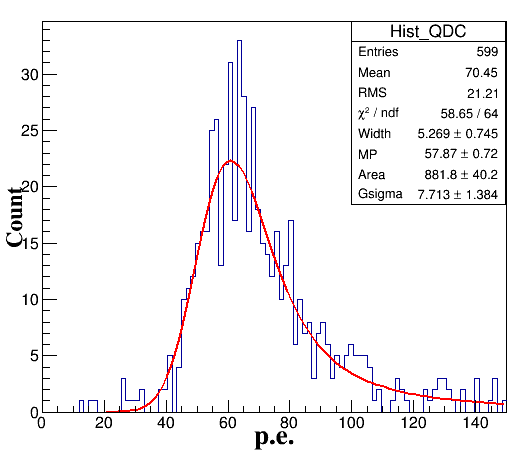 Hist_QDC
Entries 599
Mean 70.45
RMS 21.21
χ² / ndf 58.65 / 64
Width 5.269 ± 0.745
MP 57.87 ± 0.72
Area 881.8 ± 40.2
Gsigma 7.713 ± 1.384
Count
30
25
20
15
10
5
0
0 20 40 60 80 100 120 140
p.e.